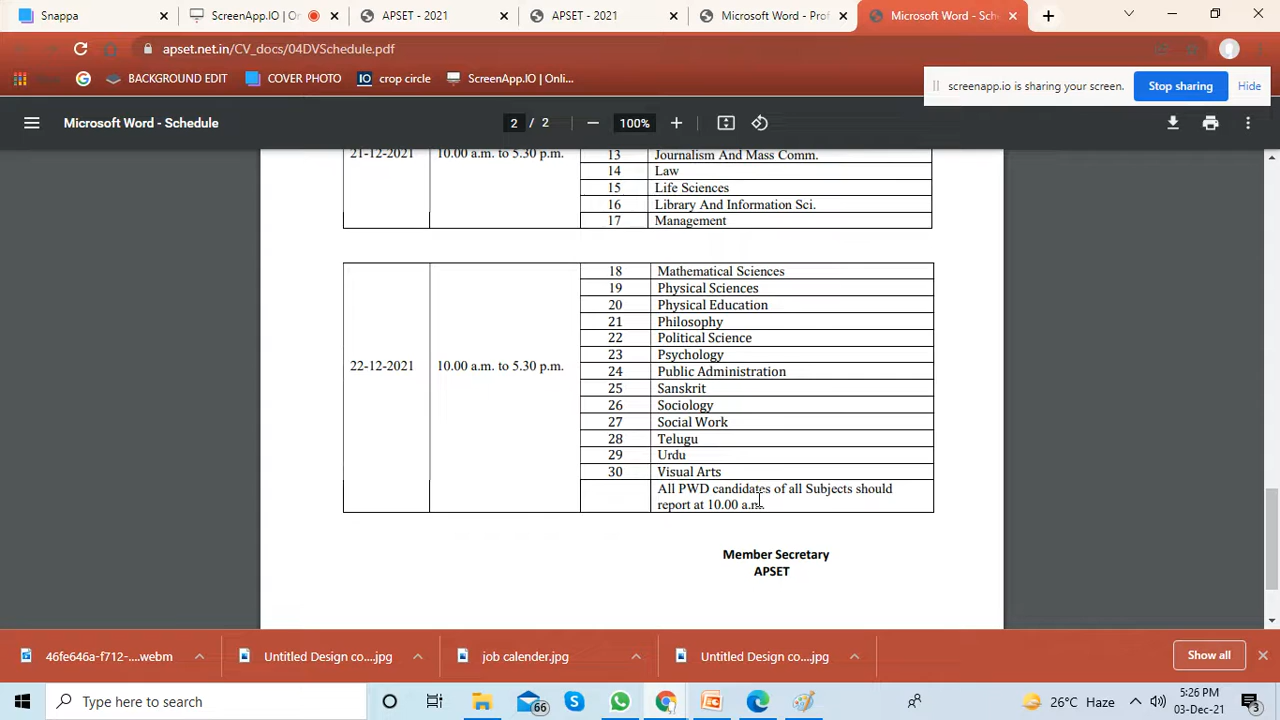 Snappa
ScreenApp.IO | On
APSET - 2021
APSET - 2021
Microsoft Word - Prof
Microsoft Word - Sche
apset.net.in/CV_docs/04DVSchedule.pdf
BACKGROUND EDIT
COVER PHOTO
IO crop circle
ScreenApp.IO | Onli...
screenapp.io is sharing your screen.
Stop sharing
Hide
Microsoft Word - Schedule
2 / 2
100%
21-12-2021 10.00 a.m. to 5.30 p.m. 13 Journalism And Mass Comm.
14 Law
15 Life Sciences
16 Library And Information Sci.
17 Management
18 Mathematical Sciences
19 Physical Sciences
20 Physical Education
21 Philosophy
22 Political Science
23 Psychology
22-12-2021 10.00 a.m. to 5.30 p.m. 24 Public Administration
25 Sanskrit
26 Sociology
27 Social Work
28 Telugu
29 Urdu
30 Visual Arts
All PWD candidates of all Subjects should
report at 10.00 a.m.
Member Secretary
APSET
46fe646a-f712-....webm
Untitled Design co....jpg
job calender.jpg
Untitled Design co....jpg
Show all
Type here to search
66
26°C Haze
5:26 PM
03-Dec-21
3